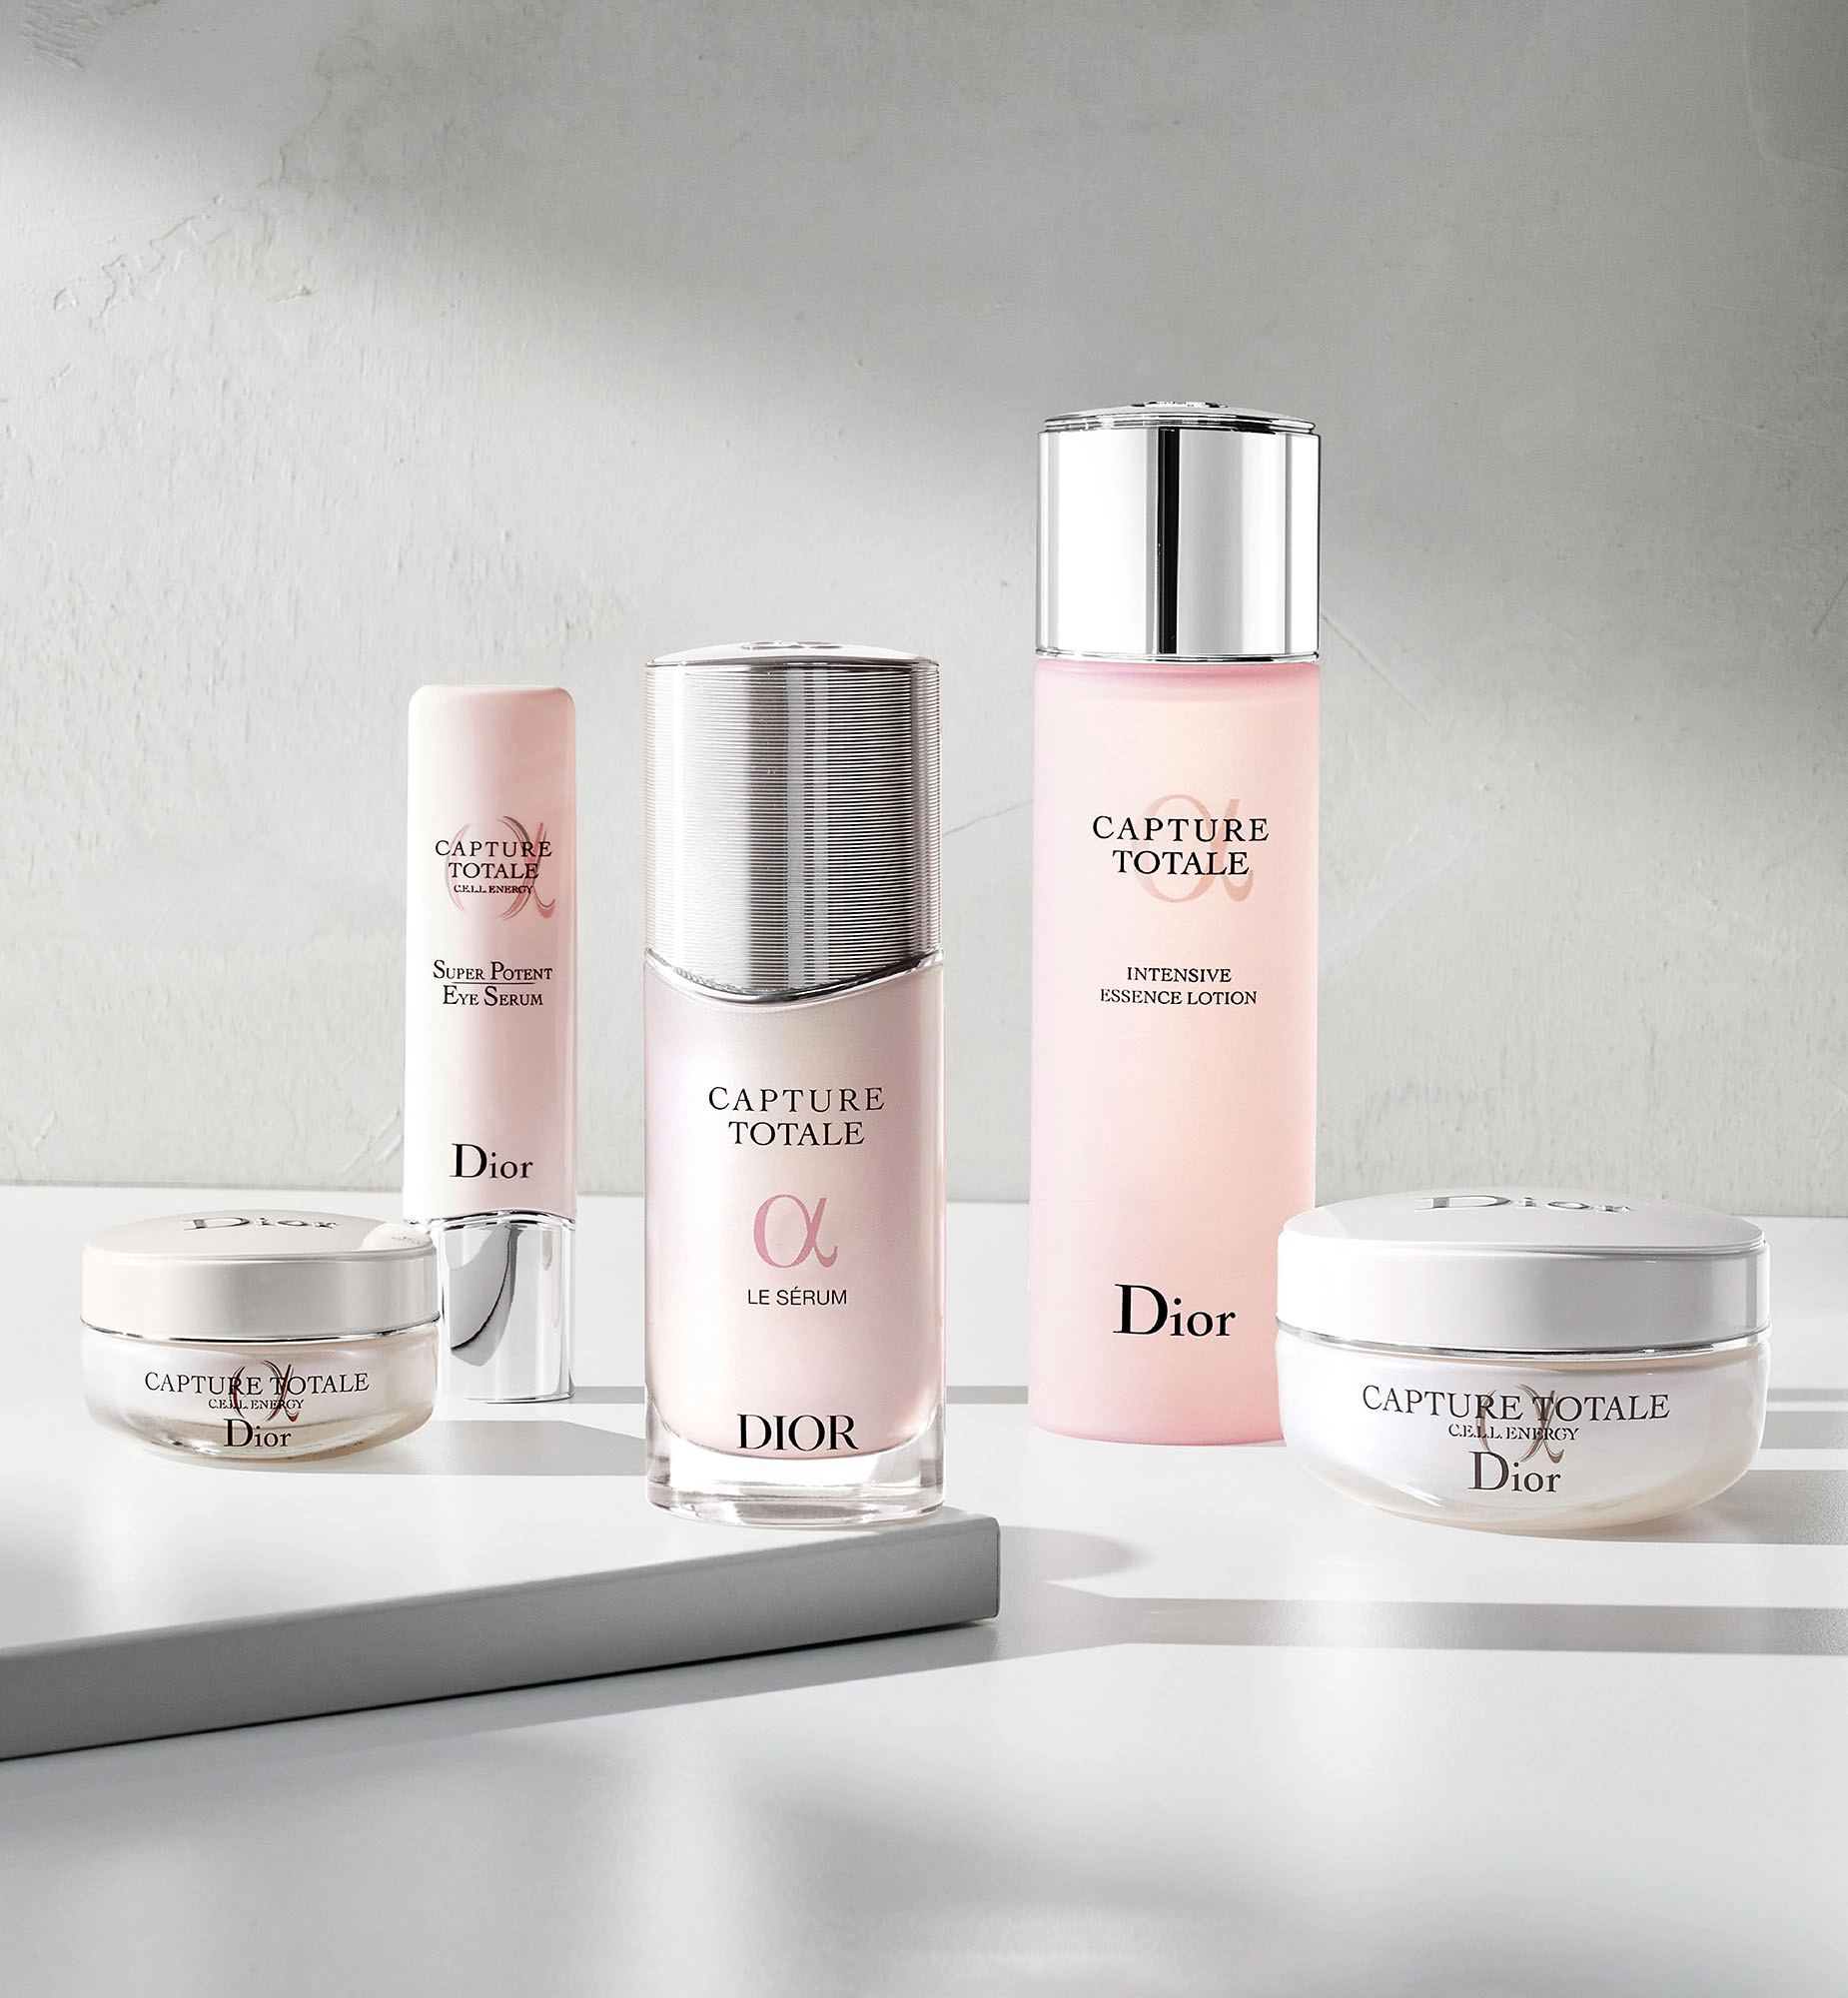 Dior
CAPTURE TOTALE
C.E.L.L. ENERGY
Dior
CAPTURE
TOTALE
C.E.L.L. ENERGY
SUPER POTENT
EYE SERUM
Dior
CAPTURE
TOTALE
α
LE SÉRUM
DIOR
CAPTURE
TOTALE
α
INTENSIVE
ESSENCE LOTION
Dior
Dior
CAPTURE TOTALE
C.E.L.L. ENERGY
Dior